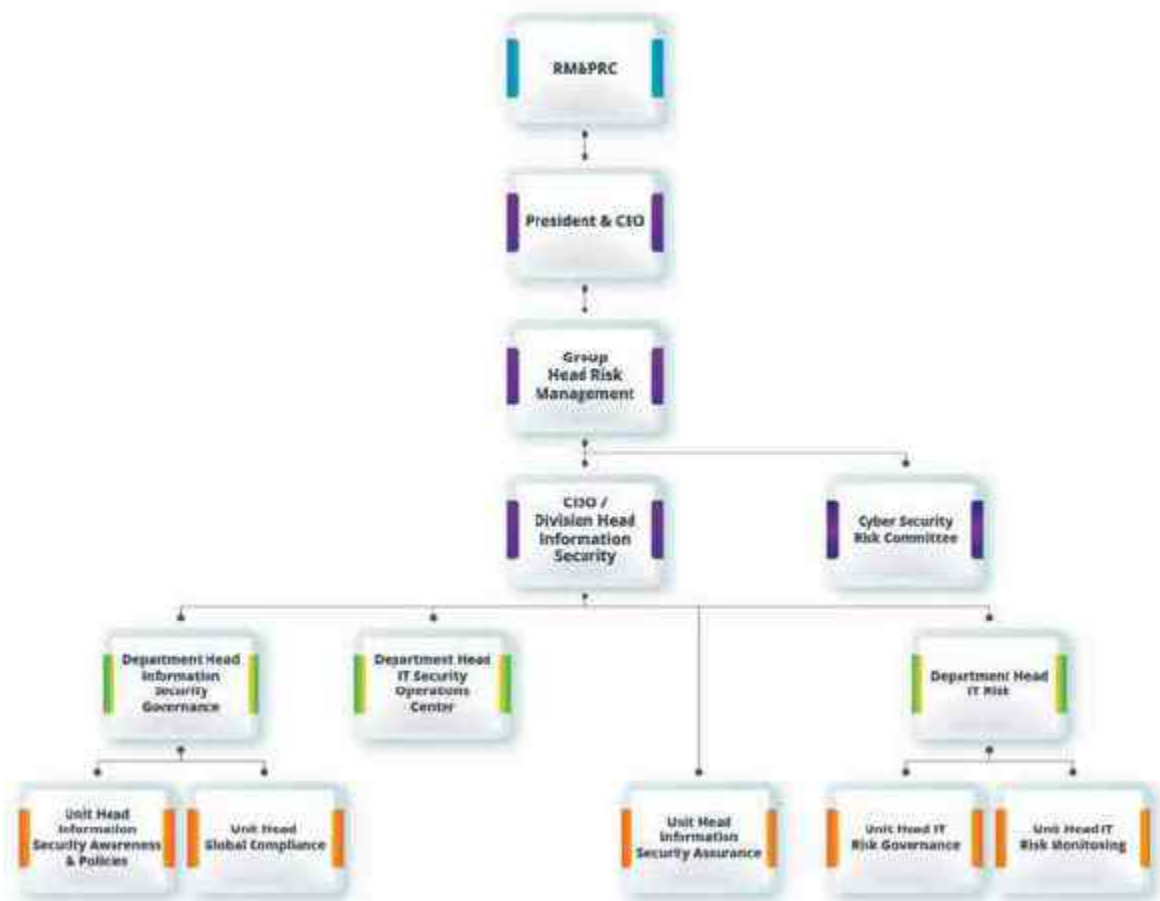 RM&PRC
President & CEO
Group
Head Risk
Management
CISO /
Division Head
Information
Security
Cyber Security
Risk Committee
Department Head
Information
Security
Governance
Department Head
IT Security
Operations
Center
Department Head
IT Risk
Unit Head
Information
Security Awareness
& Policies
Unit Head
Global Compliance
Unit Head
Information
Security Assurance
Unit Head IT
Risk Governance
Unit Head IT
Risk Monitoring